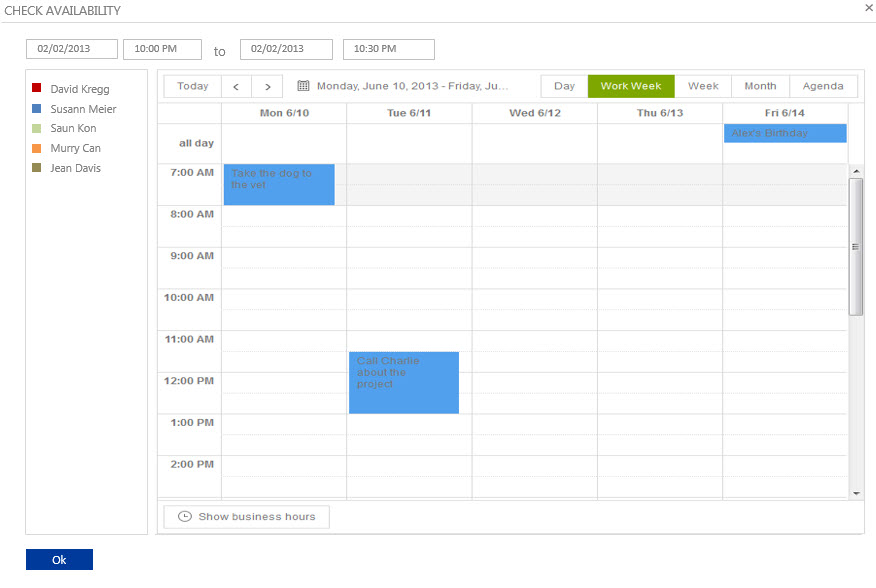 CHECK AVAILABILITY
02/02/2013 10:00 PM to 02/02/2013 10:30 PM
David Kregg
Susann Meier
Saun Kon
Murry Can
Jean Davis
Today < > Monday, June 10, 2013 - Friday, Ju... Day Work Week Week Month Agenda
Mon 6/10 Tue 6/11 Wed 6/12 Thu 6/13 Fri 6/14
all day
Alex's Birthday
7:00 AM
Take the dog to
the vet
8:00 AM
9:00 AM
10:00 AM
11:00 AM
Call Charlie
about the
project
12:00 PM
1:00 PM
2:00 PM
Show business hours
Ok